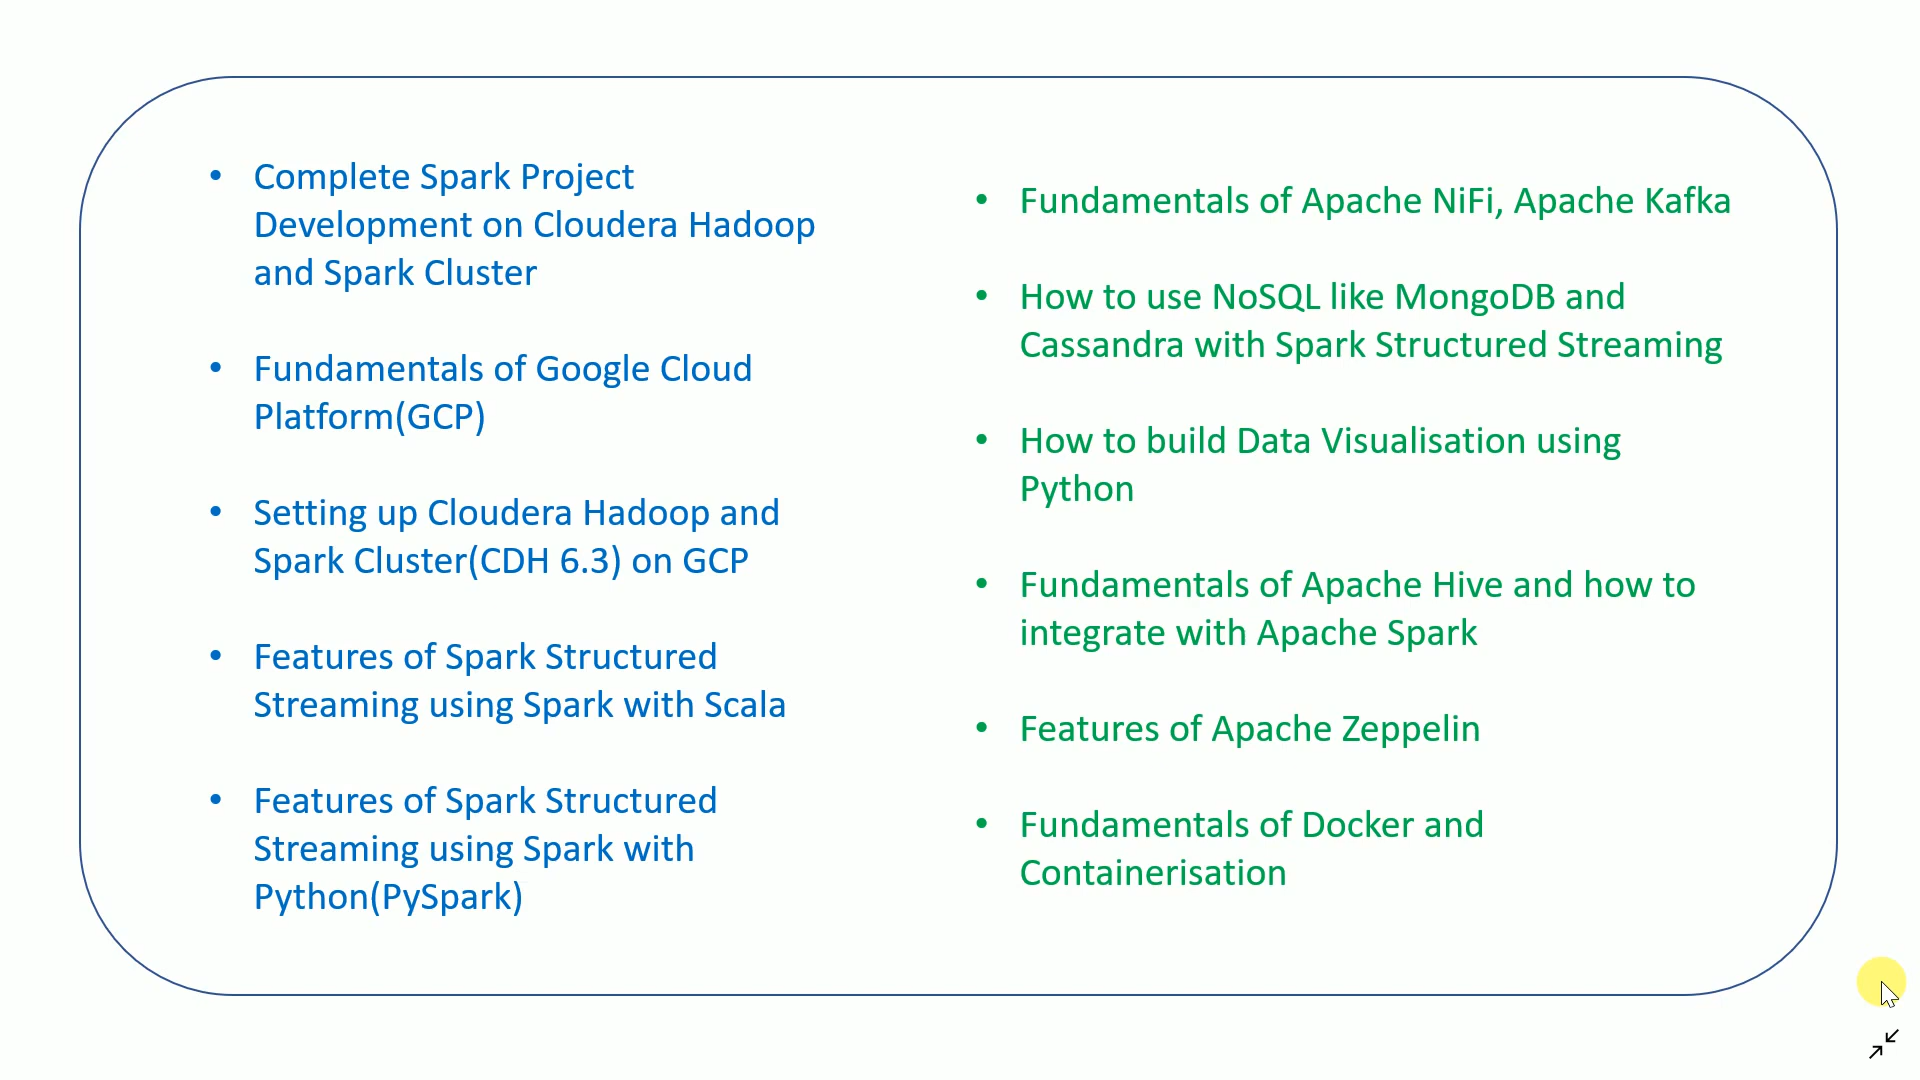 • Complete Spark Project
Development on Cloudera Hadoop
and Spark Cluster
• Fundamentals of Google Cloud
Platform(GCP)
• Setting up Cloudera Hadoop and
Spark Cluster(CDH 6.3) on GCP
• Features of Spark Structured
Streaming using Spark with Scala
• Features of Spark Structured
Streaming using Spark with
Python(PySpark)
• Fundamentals of Apache NiFi, Apache Kafka
• How to use NoSQL like MongoDB and
Cassandra with Spark Structured Streaming
• How to build Data Visualisation using
Python
• Fundamentals of Apache Hive and how to
integrate with Apache Spark
• Features of Apache Zeppelin
• Fundamentals of Docker and
Containerisation